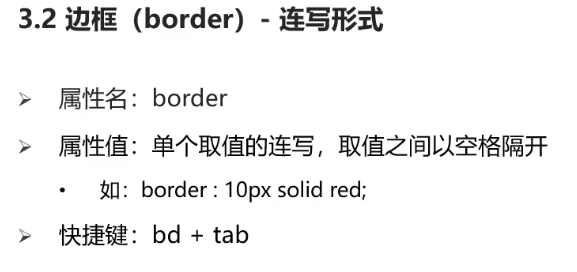 3.2 边框（border）- 连写形式
➢ 属性名：border
➢ 属性值：单个取值的连写，取值之间以空格隔开
• 如：border : 10px solid red;
➢ 快捷键：bd + tab